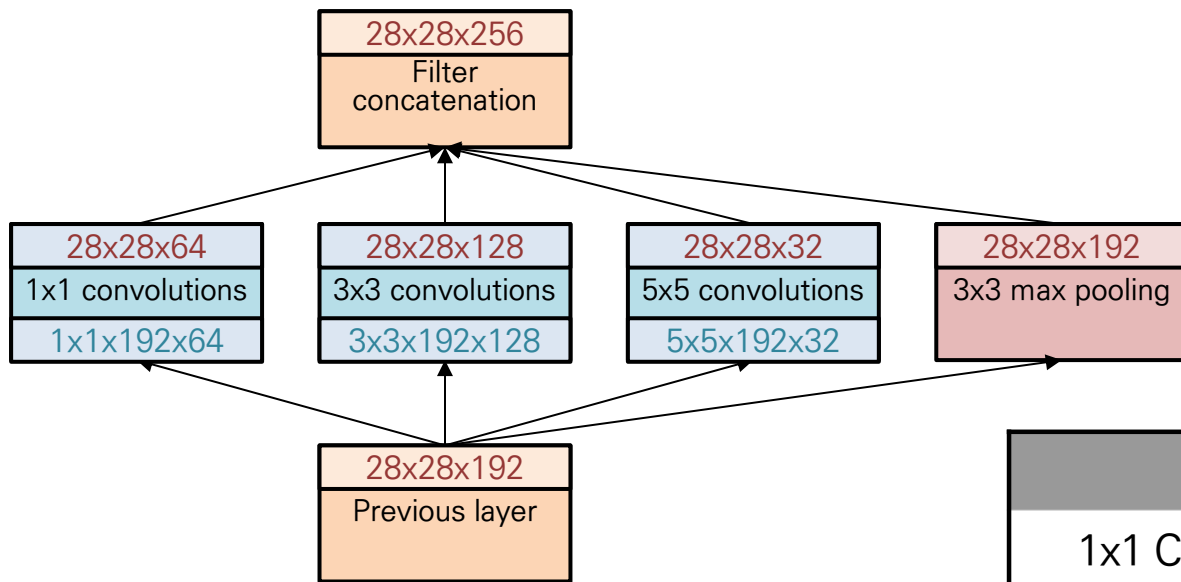 28x28x256
Filter
concatenation
28x28x64
1x1 convolutions
1x1x192x64
28x28x128
3x3 convolutions
3x3x192x128
28x28x32
5x5 convolutions
5x5x192x32
28x28x192
3x3 max pooling
28x28x192
Previous layer
1x1 C